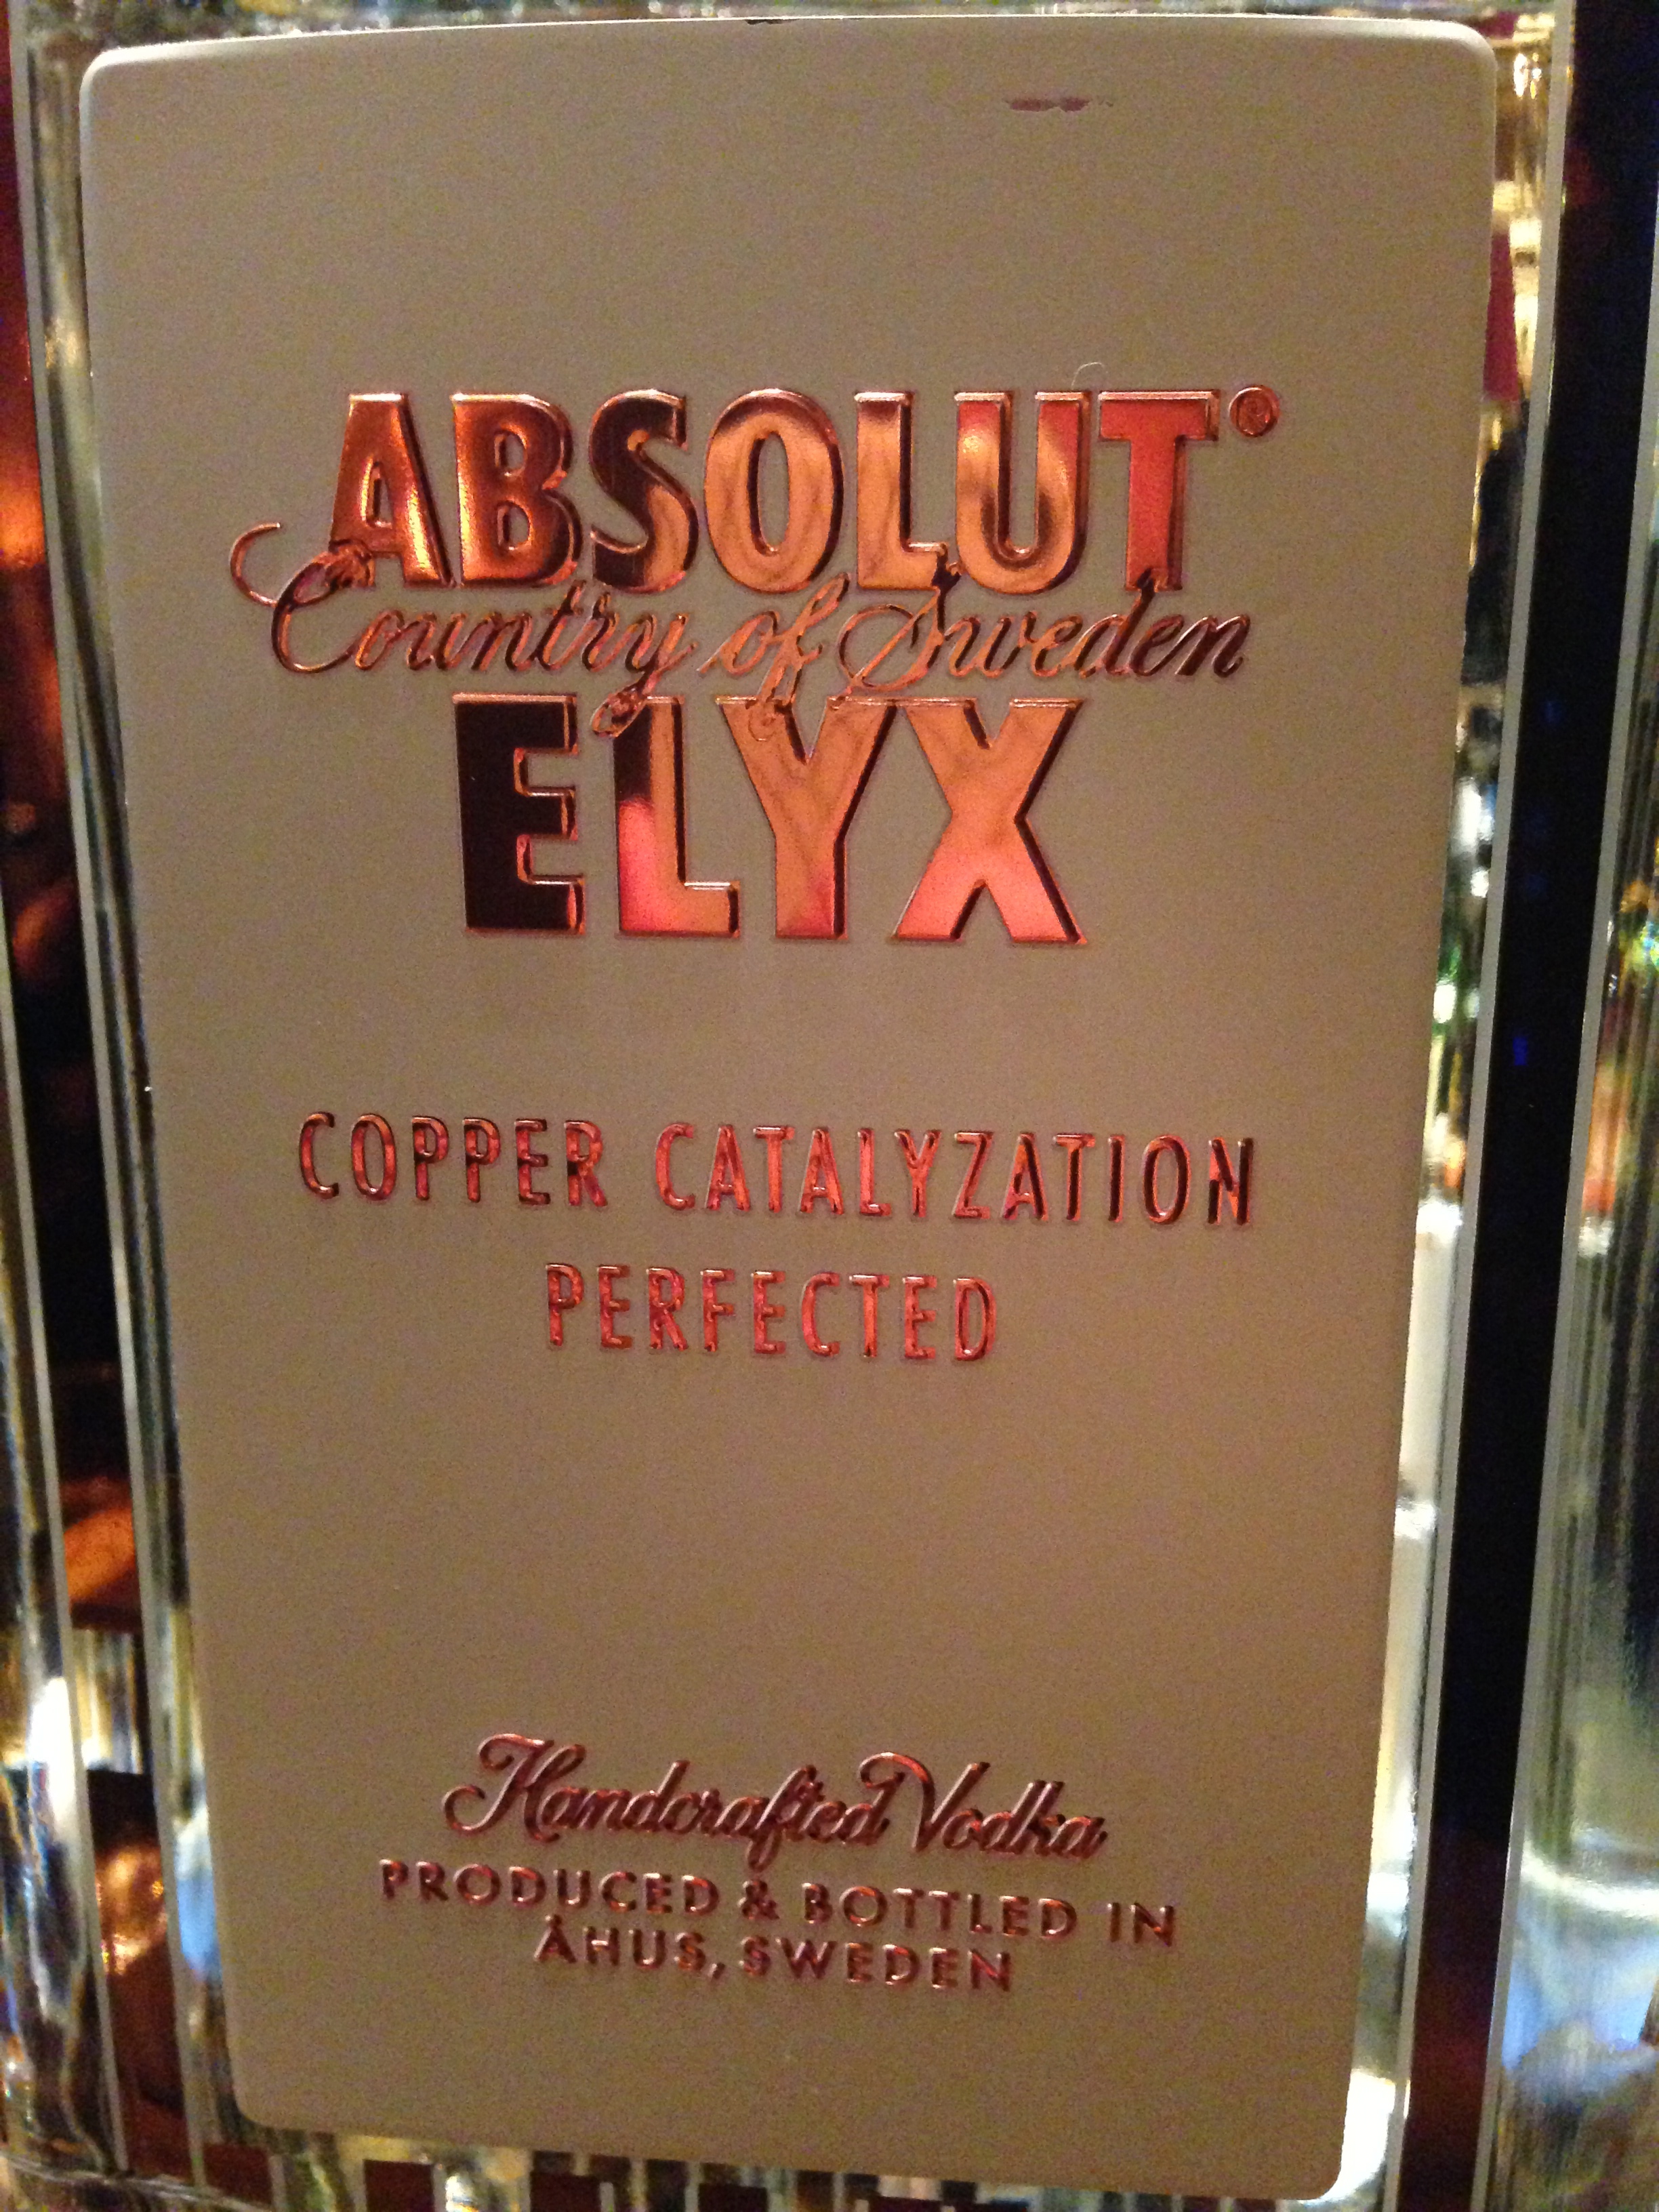 ABSOLUT®
Country of Sweden
ELYX
COPPER CATALYZATION
PERFECTED
Handcrafted Vodka
PRODUCED & BOTTLED IN
ÅHUS, SWEDEN